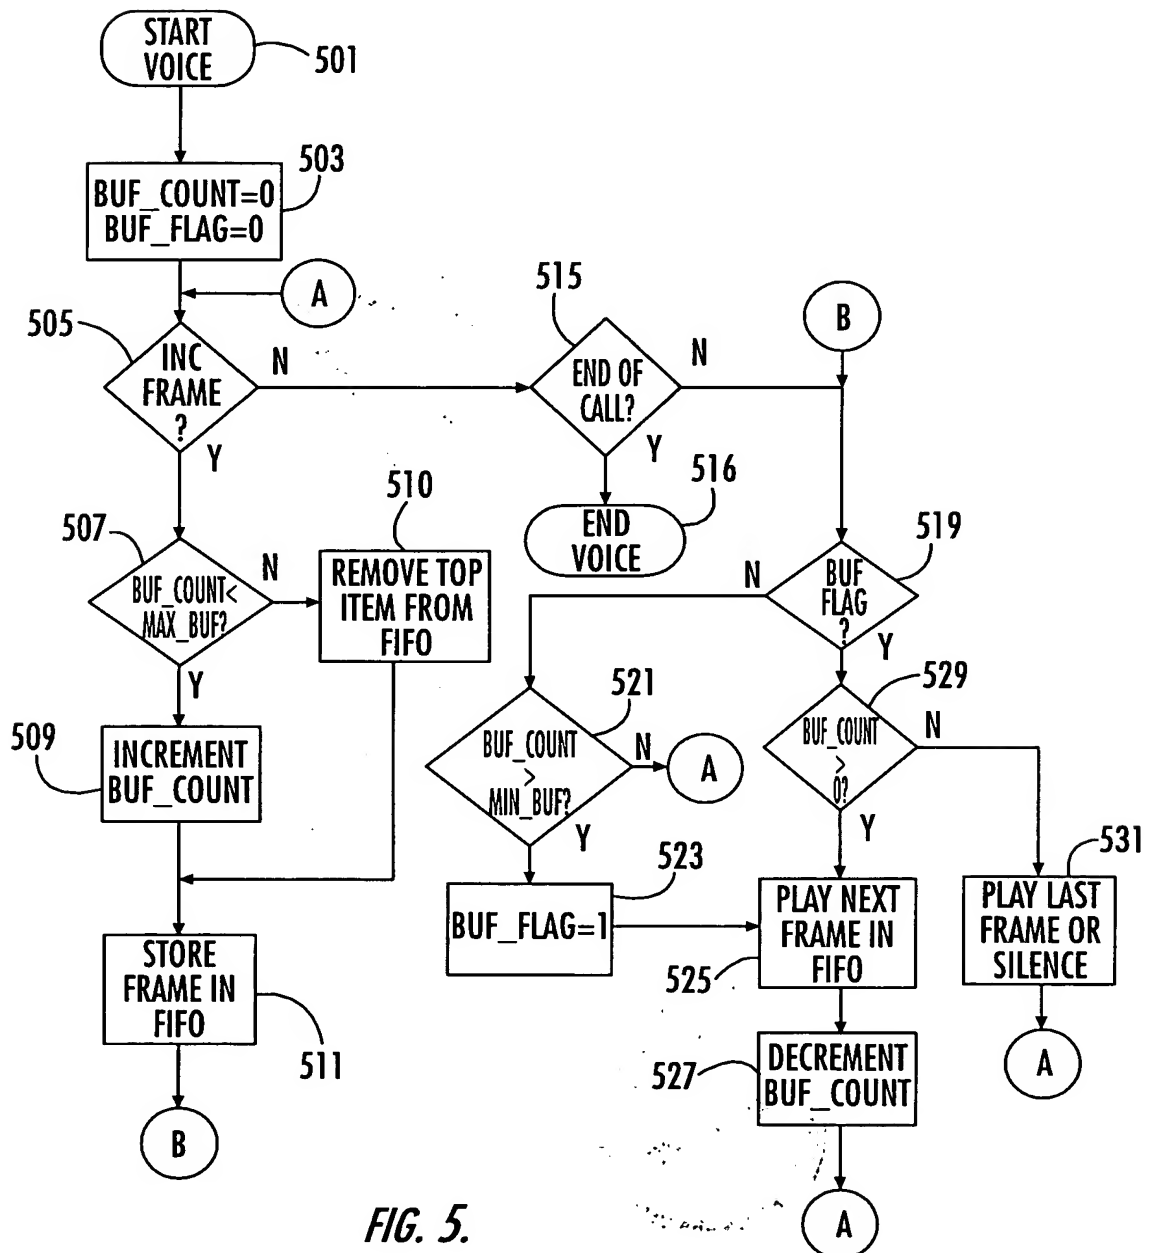 START
VOICE
501
503
BUF_COUNT=0
BUF_FLAG=0
A
505
INC
FRAME
?
N
Y
515
END OF
CALL?
N
Y
B
516
END
VOICE
507
BUF_COUNT<
MAX_BUF?
N
Y
510
REMOVE TOP
ITEM FROM
FIFO
519
BUF
FLAG
?
N
Y
509
INCREMENT
BUF_COUNT
521
BUF_COUNT
>
MIN_BUF?
N
A
Y
529
BUF_COUNT
>
0?
N
Y
523
BUF_FLAG=1
PLAY NEXT
FRAME IN
FIFO
525
531
PLAY LAST
FRAME OR
SILENCE
A
STORE
FRAME IN
FIFO
511
B
527
DECREMENT
BUF_COUNT
A
FIG. 5.